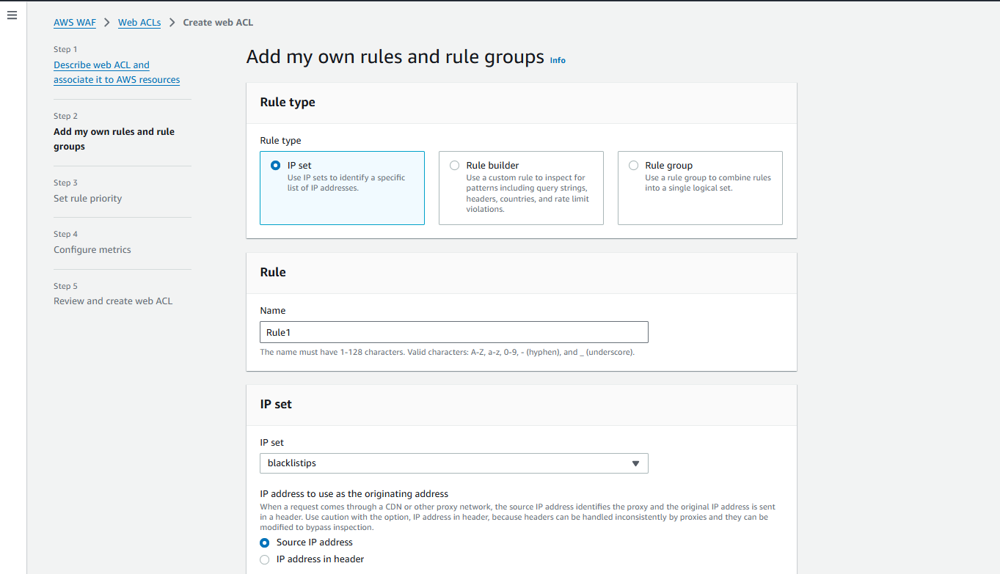 AWS WAF > Web ACLs > Create web ACL
Step 1
Describe web ACL and
associate it to AWS resources
Step 2
Add my own rules and rule
groups
Step 3
Set rule priority
Step 4
Configure metrics
Step 5
Review and create web ACL
Add my own rules and rule groups Info
Rule type
Rule type
IP set
Use IP sets to identify a specific
list of IP addresses.
Rule builder
Use a custom rule to inspect for
patterns including query strings,
headers, countries, and rate limit
violations.
Rule group
Use a rule group to combine rules
into a single logical set.
Rule
Name
Rule1
The name must have 1-128 characters. Valid characters: A-Z, a-z, 0-9, - (hyphen), and _ (underscore).
IP set
IP set
blacklistips
IP address to use as the originating address
When a request comes through a CDN or other proxy network, the source IP address identifies the proxy and the original IP address is sent
in a header. Use caution with the option, IP address in header, because headers can be handled inconsistently by proxies and they can be
modified to bypass inspection.
Source IP address
IP address in header